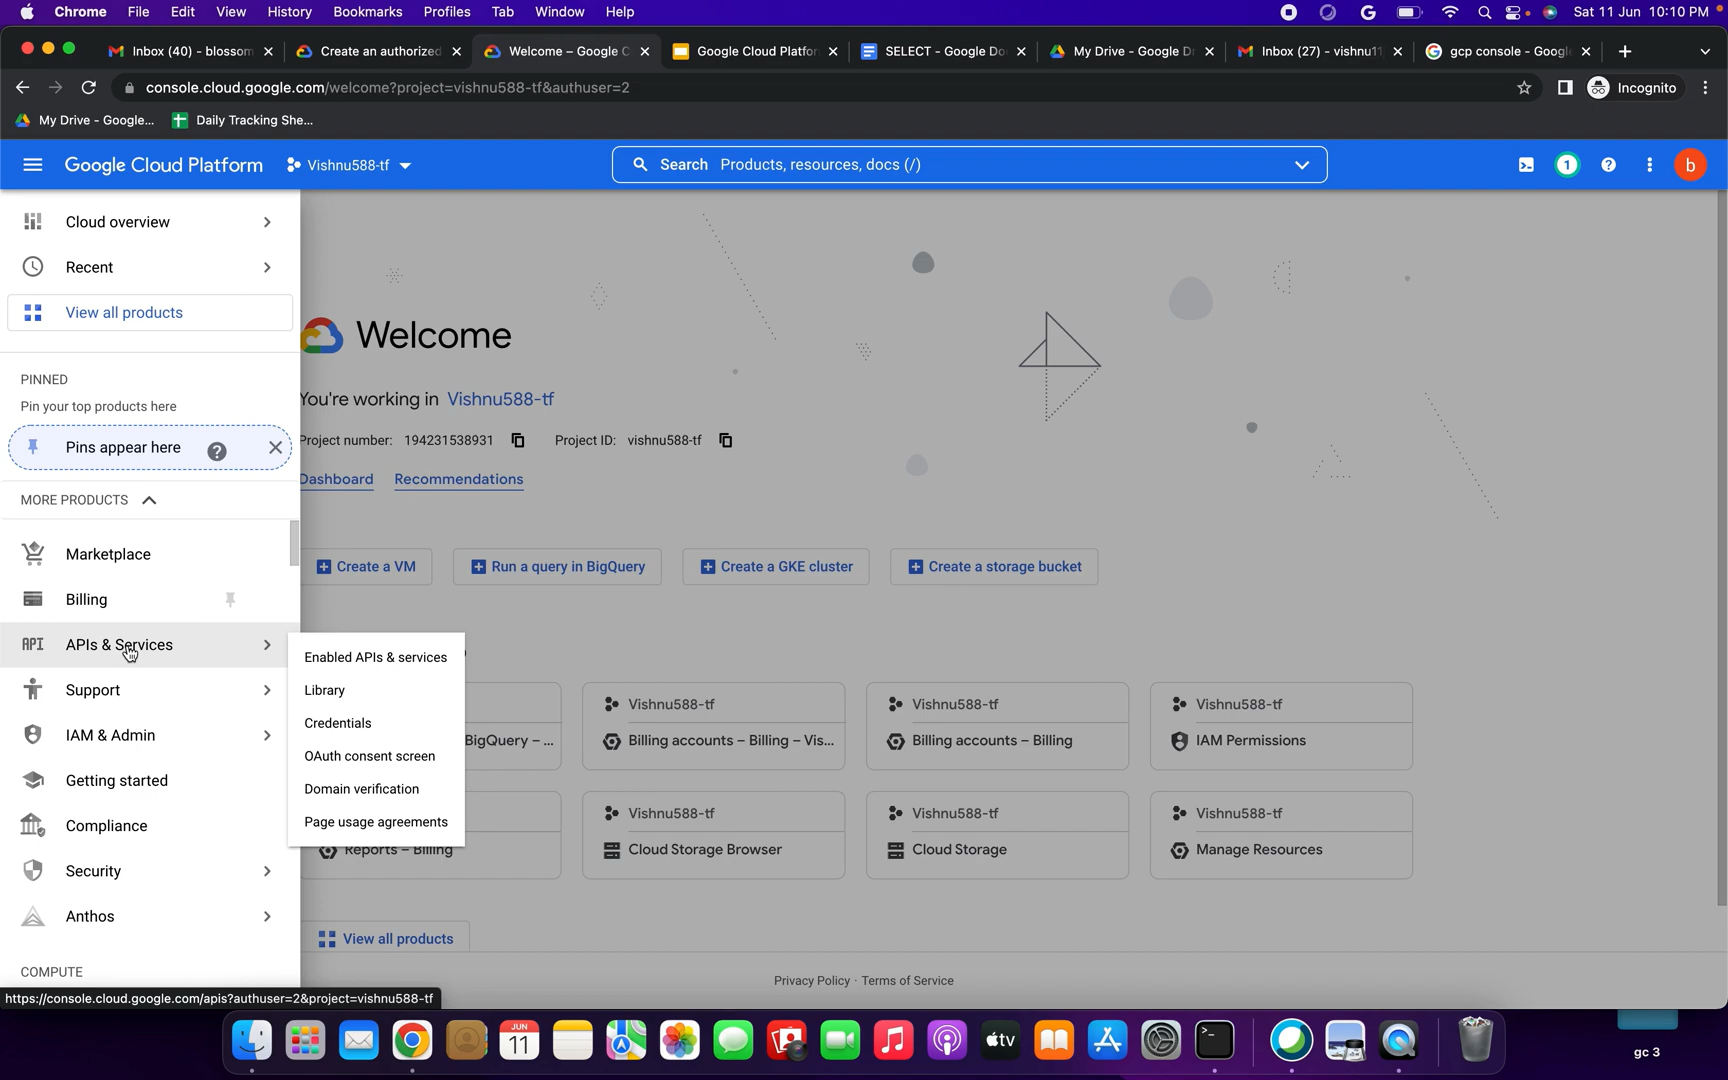 Chrome File Edit View History Bookmarks Profiles Tab Window Help Sat 11 Jun 10:10 PM
Inbox (40) - blossom Create an authorized Welcome – Google C Google Cloud Platfor SELECT - Google Do My Drive - Google Dr Inbox (27) - vishnu11 gcp console - Google
console.cloud.google.com/welcome?project=vishnu588-tf&authuser=2 Incognito
My Drive - Google... Daily Tracking She...
Google Cloud Platform Vishnu588-tf Search Products, resources, docs (/) 1 b
Cloud overview
Recent
View all products
PINNED
Pin your top products here
Pins appear here
MORE PRODUCTS
Marketplace
Billing
API APIs & Services
Support
IAM & Admin
Getting started
Compliance
Security
Anthos
COMPUTE
https://console.cloud.google.com/apis?authuser=2&project=vishnu588-tf
Enabled APIs & services
Library
Credentials
OAuth consent screen
Domain verification
Page usage agreements
Welcome
You're working in Vishnu588-tf
Project number: 194231538931 Project ID: vishnu588-tf
Dashboard Recommendations
Create a VM Run a query in BigQuery Create a GKE cluster Create a storage bucket
Vishnu588-tf Vishnu588-tf Vishnu588-tf
BigQuery – ... Billing accounts – Billing – Vis... Billing accounts – Billing IAM Permissions
Vishnu588-tf Vishnu588-tf Vishnu588-tf
Reports – Billing Cloud Storage Browser Cloud Storage Manage Resources
View all products
Privacy Policy · Terms of Service
JUN
11
tv
gc 3